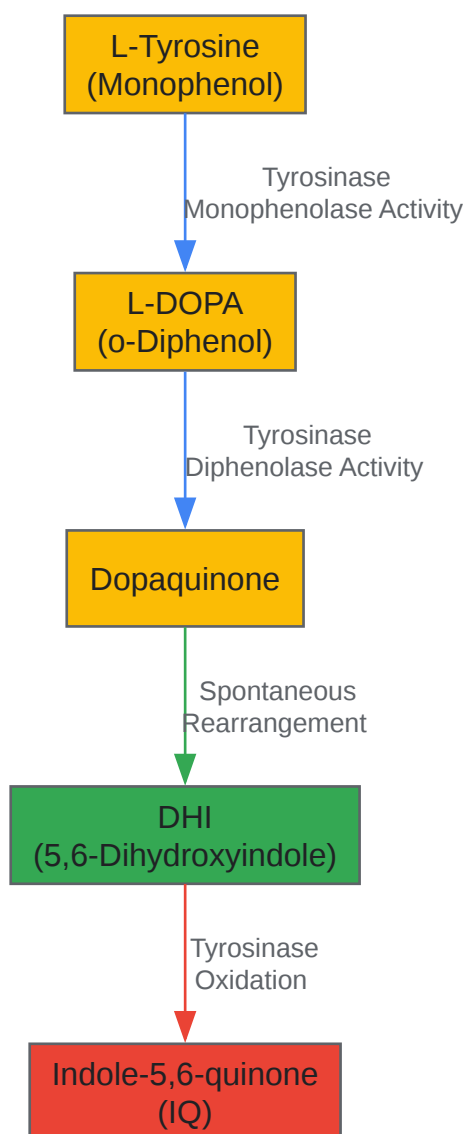 L-Tyrosine
(Monophenol)
Tyrosinase
Monophenolase Activity
L-DOPA
(o-Diphenol)
Tyrosinase
Diphenolase Activity
Dopaquinone
Spontaneous
Rearrangement
DHI
(5,6-Dihydroxyindole)
Tyrosinase
Oxidation
Indole-5,6-quinone
(IQ)